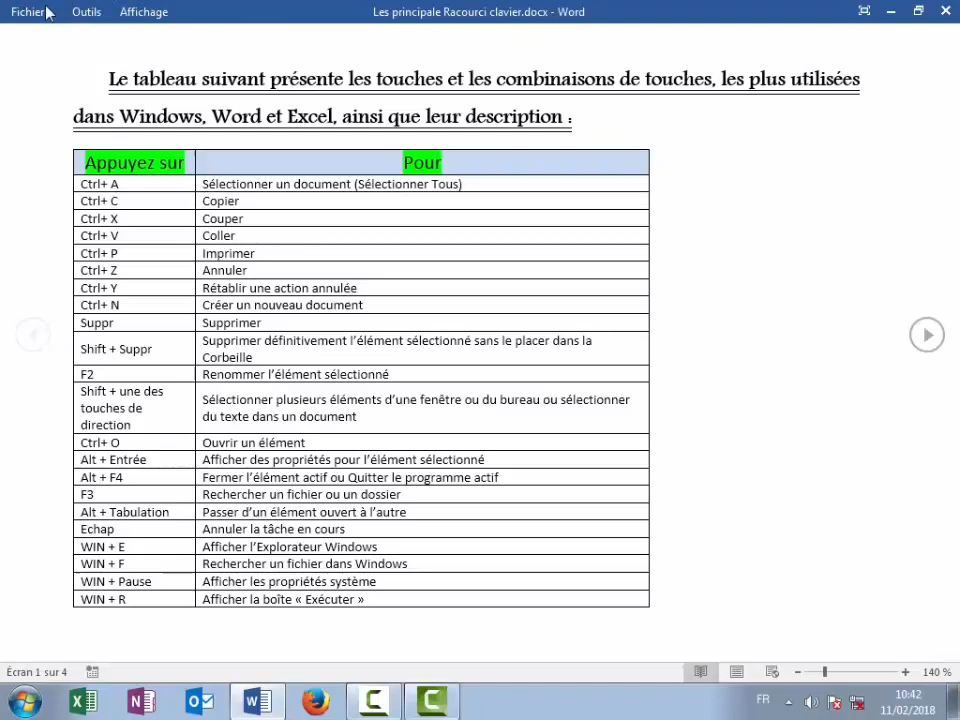 Fichier Outils Affichage Les principale Racourci clavier.docx - Word
Le tableau suivant présente les touches et les combinaisons de touches, les plus utilisées
dans Windows, Word et Excel, ainsi que leur description :
Appuyez sur Pour
Ctrl+ A Sélectionner un document (Sélectionner Tous)
Ctrl+ C Copier
Ctrl+ X Couper
Ctrl+ V Coller
Ctrl+ P Imprimer
Ctrl+ Z Annuler
Ctrl+ Y Rétablir une action annulée
Ctrl+ N Créer un nouveau document
Suppr Supprimer
Shift + Suppr Supprimer définitivement l’élément sélectionné sans le placer dans la
Corbeille
F2 Renommer l’élément sélectionné
Shift + une des
touches de
direction
Sélectionner plusieurs éléments d’une fenêtre ou du bureau ou sélectionner
du texte dans un document
Ctrl+ O Ouvrir un élément
Alt + Entrée Afficher des propriétés pour l’élément sélectionné
Alt + F4 Fermer l’élément actif ou Quitter le programme actif
F3 Rechercher un fichier ou un dossier
Alt + Tabulation Passer d’un élément ouvert à l’autre
Echap Annuler la tâche en cours
WIN + E Afficher l’Explorateur Windows
WIN + F Rechercher un fichier dans Windows
WIN + Pause Afficher les propriétés système
WIN + R Afficher la boîte « Exécuter »
Écran 1 sur 4 140 %
FR 10:42
11/02/2018